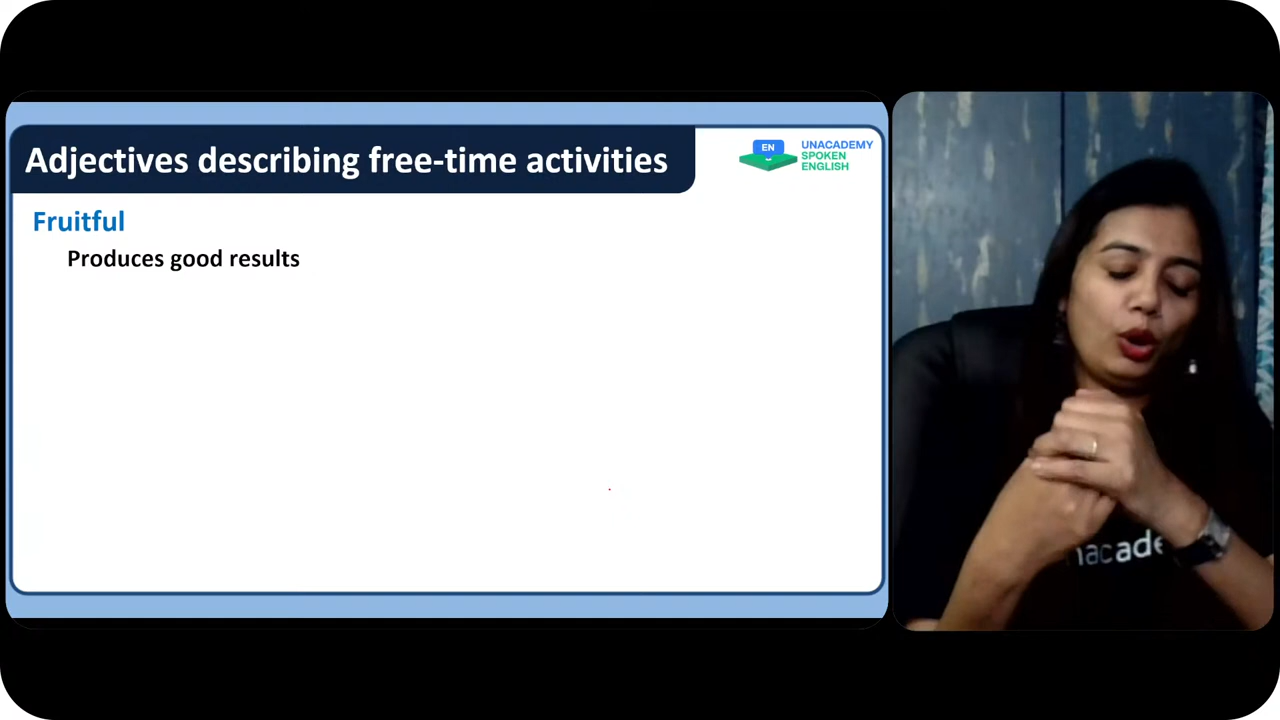 Adjectives describing free-time activities
EN
UNACADEMY
SPOKEN
ENGLISH
Fruitful
Produces good results
nacade